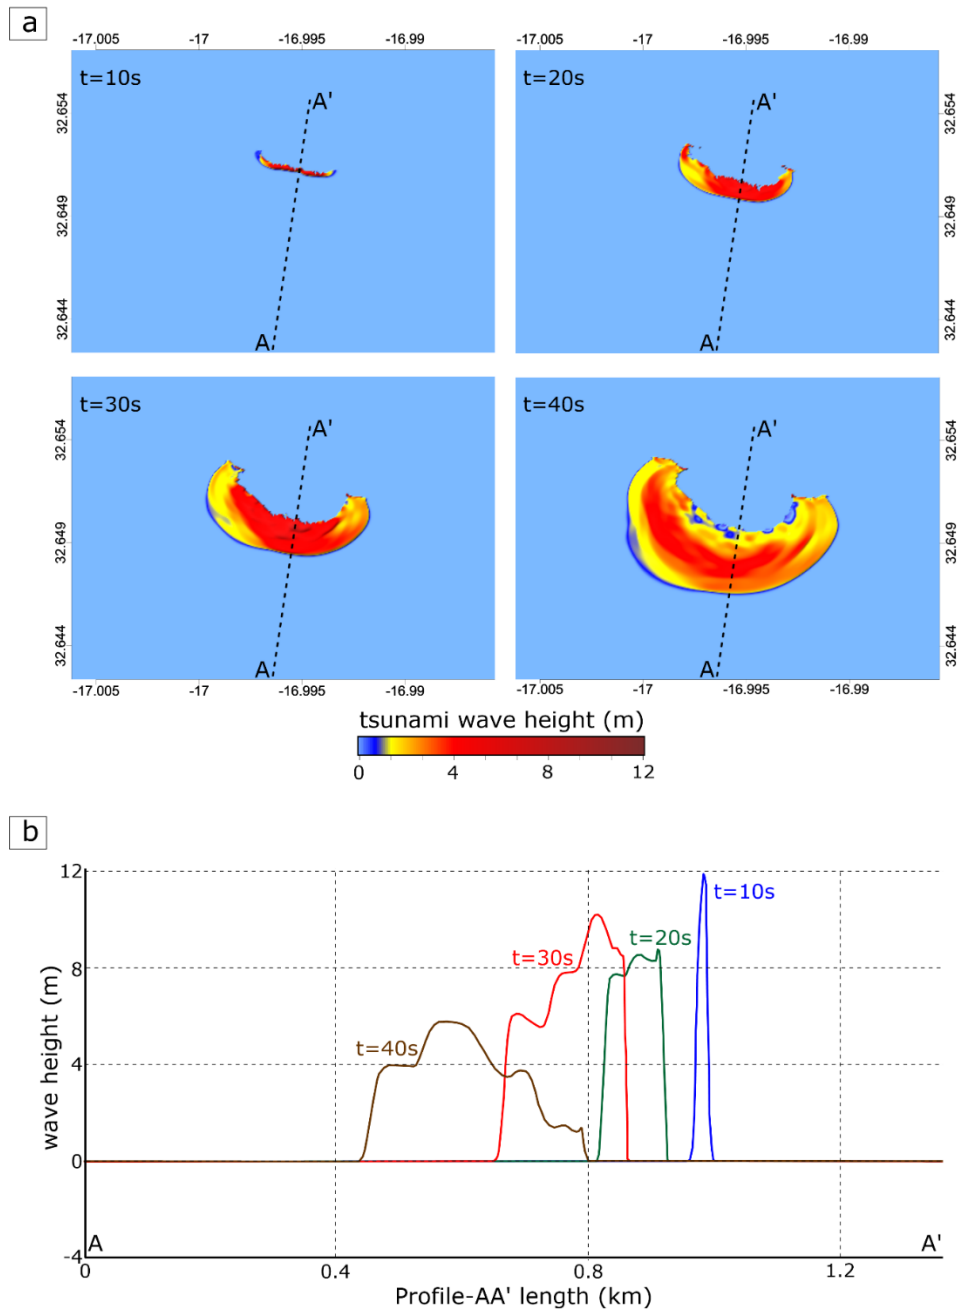 a
-17.005 -17 -16.995 -16.99
-17.005 -17 -16.995 -16.99
t=10s
A'
A
32.654
32.649
32.644
t=20s
A'
A
32.654
32.649
32.644
t=30s
A'
A
32.654
32.649
32.644
t=40s
A'
A
32.654
32.649
32.644
-17.005 -17 -16.995 -16.99
-17.005 -17 -16.995 -16.99
tsunami wave height (m)
0 4 8 12
b
12
8
4
0
-4
wave height (m)
t=10s
t=20s
t=30s
t=40s
A A'
0 0.4 0.8 1.2
Profile-AA' length (km)